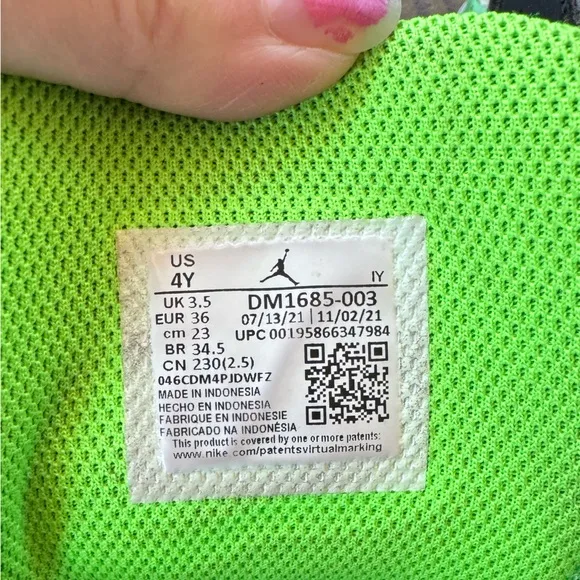 US
4Y
IY
UK 3.5
DM1685-003
EUR 36
07/13/21 | 11/02/21
cm 23
UPC 00195866347984
BR 34.5
CN 230(2.5)
046CDM4PJDWFZ
MADE IN INDONESIA
HECHO EN INDONESIA
FABRIQUE EN INDONESIE
FABRICADO NA INDONÉSIA
This product is covered by one or more patents:
www.nike.com/patentsvirtualmarking